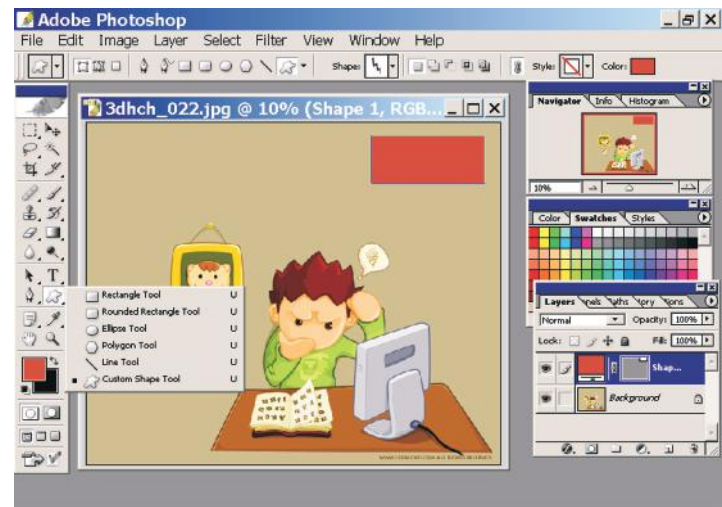 Adobe Photoshop
File Edit Image Layer Select Filter View Window Help
Shape: Style: Color:
3dhch_022.jpg @ 10% (Shape 1, RGB...
Navigator Info Histogram
10%
Color Swatches Styles
Rectangle Tool U
Rounded Rectangle Tool U
Ellipse Tool U
Polygon Tool U
Line Tool U
Custom Shape Tool U
Layers
Normal Opacity: 100%
Lock: Fill: 100%
Shap...
Background